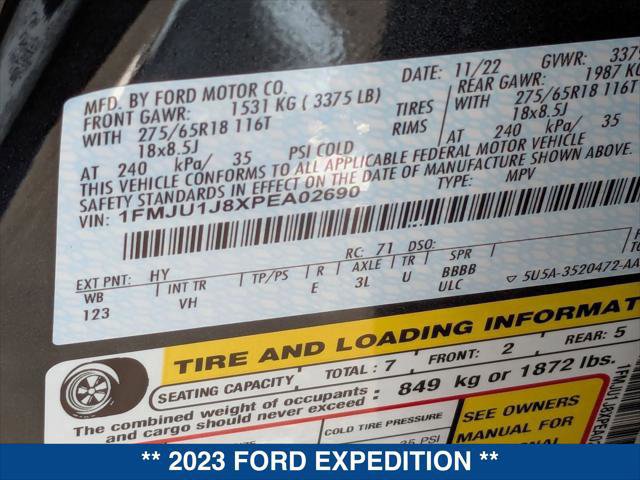 MFD. BY FORD MOTOR CO.
DATE: 11/22 GVWR: 3379
FRONT GAWR: 1531 KG ( 3375 LB)
REAR GAWR: 1987 KG
WITH 275/65R18 116T TIRES WITH 275/65R18 116T
18x8.5J RIMS 18x8.5J
AT 240 kPa/ 35 PSI COLD AT 240 kPa/ 35
THIS VEHICLE CONFORMS TO ALL APPLICABLE FEDERAL MOTOR VEHICLE
SAFETY STANDARDS IN EFFECT ON THE DATE OF MANUFACTURE SHOWN
VIN: 1FMJU1J8XPEA02690
TYPE: MPV
EXT PNT: HY RC: 71 DSO:
WB INT TR TP/PS R AXLE TR SPR
123 VH E 3L U BBBB
ULC
5U5A-3520472-AA
TIRE AND LOADING INFORMAT
SEATING CAPACITY TOTAL : 7 FRONT: 2 REAR: 5
The combined weight of occupants
and cargo should never exceed : 849 kg or 1872 lbs.
COLD TIRE PRESSURE
SEE OWNERS
MANUAL FOR
** 2023 FORD EXPEDITION **